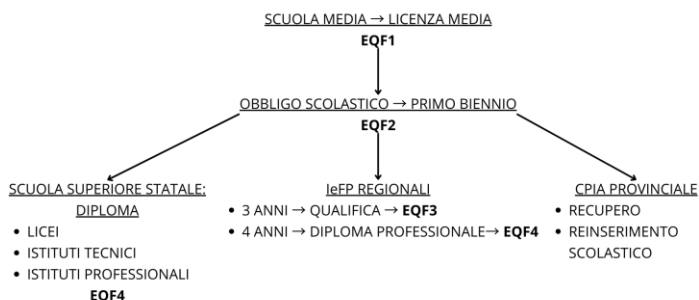 SCUOLA MEDIA → LICENZA MEDIA
EQF1
OBBLIGO SCOLASTICO → PRIMO BIENNIO
EQF2
SCUOLA SUPERIORE STATALE:
DIPLOMA
• LICEI
• ISTITUTI TECNICI
• ISTITUTI PROFESSIONALI
EQF4
IeFP REGIONALI
• 3 ANNI → QUALIFICA → EQF3
• 4 ANNI → DIPLOMA PROFESSIONALE→ EQF4
CPIA PROVINCIALE
• RECUPERO
• REINSERIMENTO
SCOLASTICO